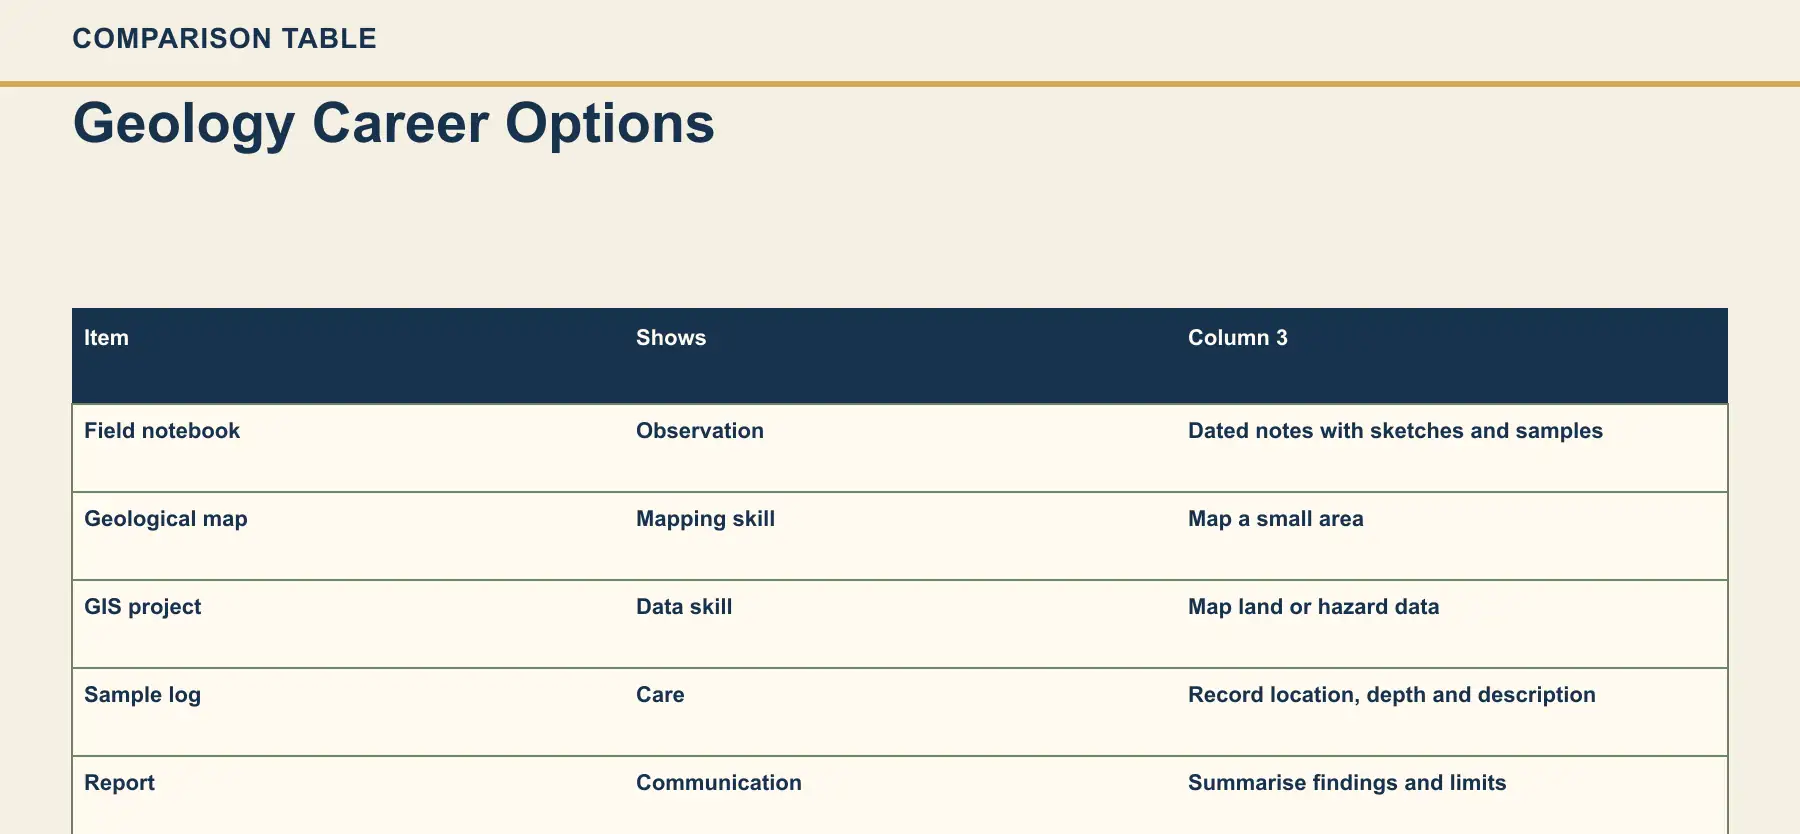 COMPARISON TABLE
Geology Career Options
Item Shows Column 3
Field notebook Observation Dated notes with sketches and samples
Geological map Mapping skill Map a small area
GIS project Data skill Map land or hazard data
Sample log Care Record location, depth and description
Report Communication Summarise findings and limits